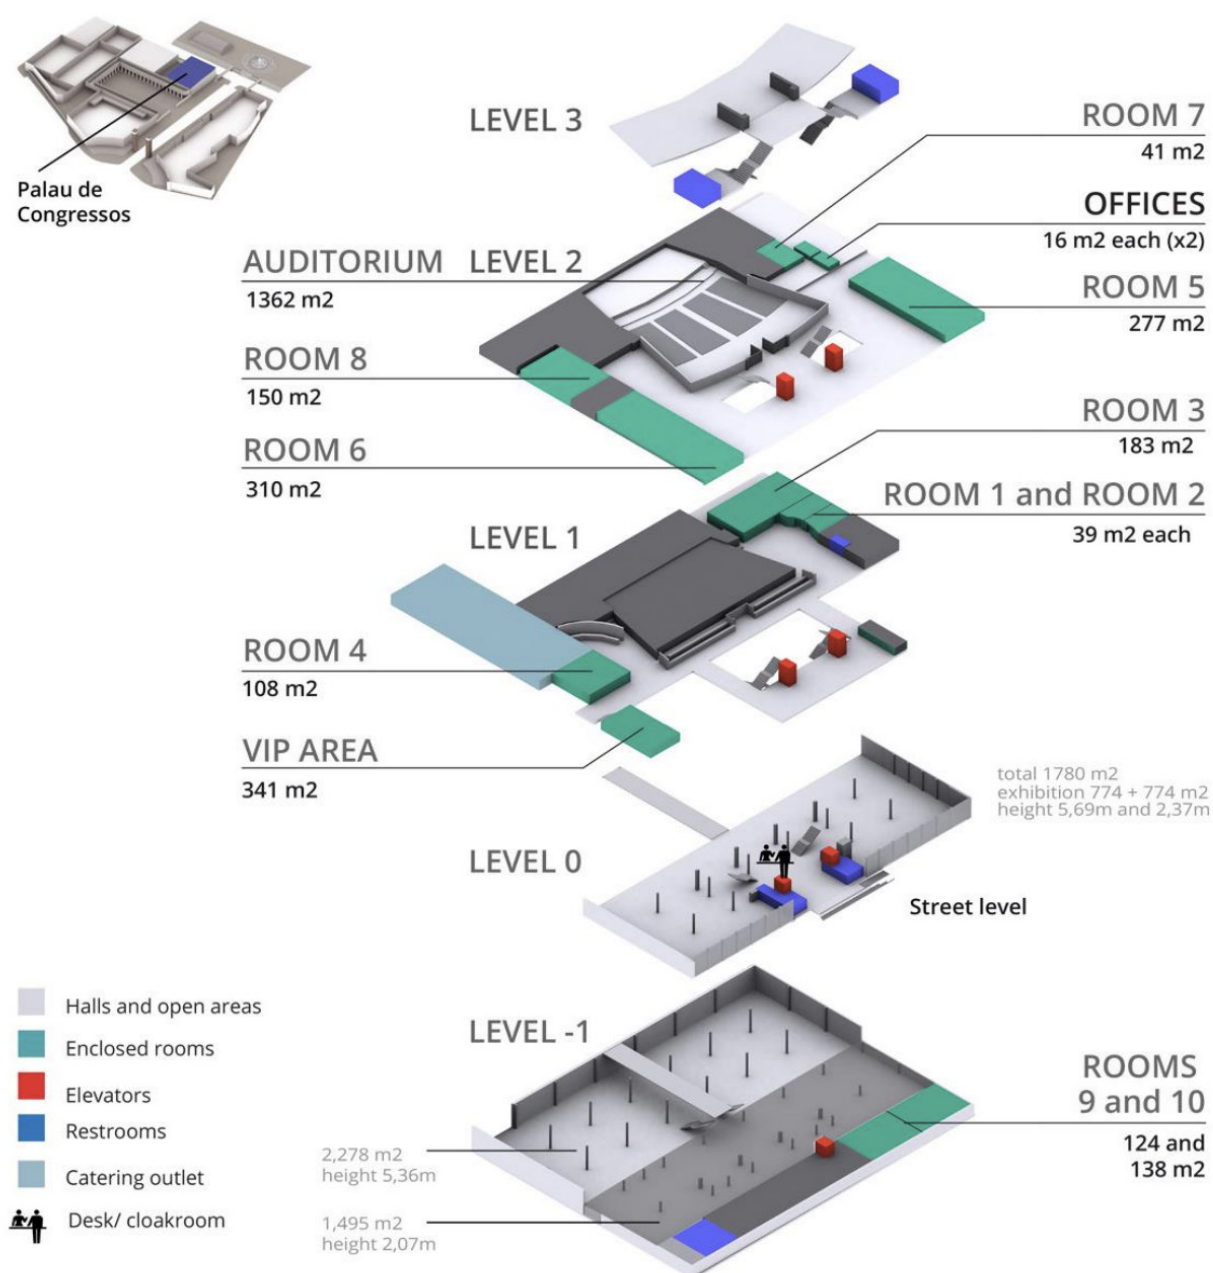 Palau de
Congressos
LEVEL 3
ROOM 7
41 m2
OFFICES
16 m2 each (x2)
AUDITORIUM
1362 m2
LEVEL 2
ROOM 5
277 m2
ROOM 8
150 m2
ROOM 3
183 m2
ROOM 6
310 m2
ROOM 1 and ROOM 2
39 m2 each
LEVEL 1
ROOM 4
108 m2
VIP AREA
341 m2
total 1780 m2
exhibition 774 + 774 m2
height 5,69m and 2,37m
LEVEL 0
Street level
Halls and open areas
Enclosed rooms
Elevators
Restrooms
Catering outlet
Desk/ cloakroom
LEVEL -1
ROOMS
9 and 10
124 and
138 m2
2,278 m2
height 5,36m
1,495 m2
height 2,07m